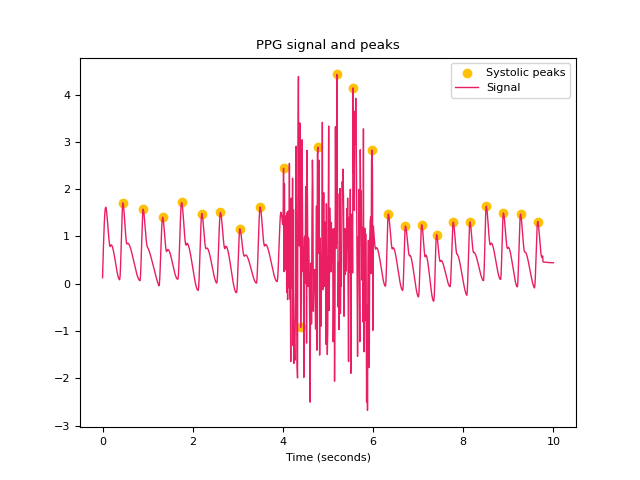 PPG signal and peaks
Systolic peaks
Signal
4
3
2
1
0
−1
−2
−3
0 2 4 6 8 10
Time (seconds)